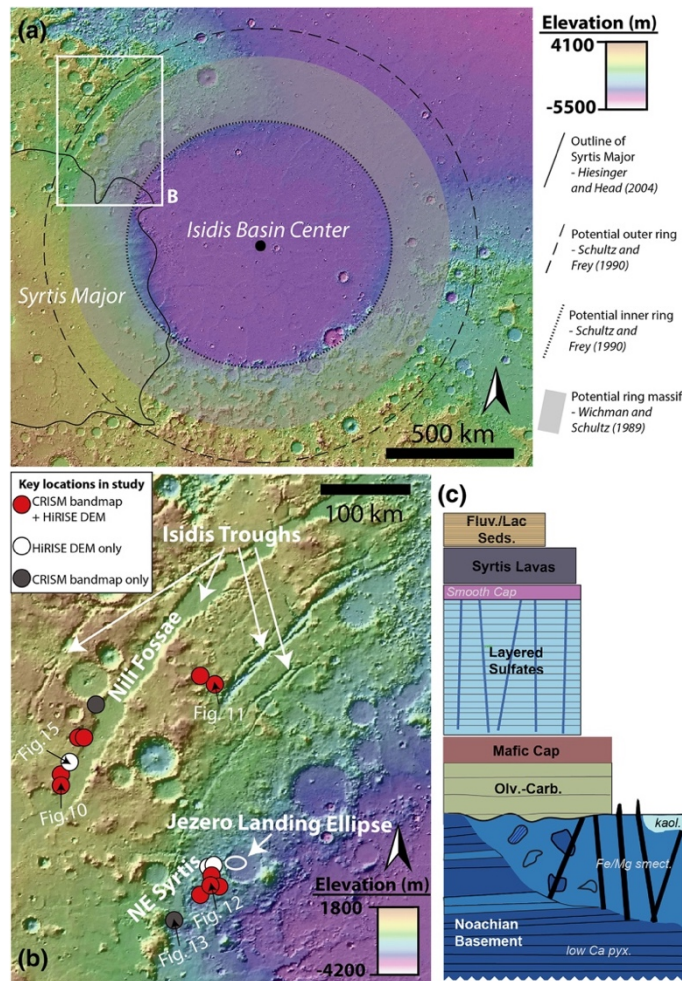 (a)
B
Isidis Basin Center
Syrtis Major
500 km
Elevation (m)
4100
-5500
Outline of
Syrtis Major
- Hiesinger
and Head (2004)
Potential outer ring
- Schultz and
Frey (1990)
Potential inner ring
- Schultz and
Frey (1990)
Potential ring massif
- Wichman and
Schultz (1989)
Key locations in study
CRISM bandmap
+ HiRISE DEM
HiRISE DEM only
CRISM bandmap only
100 km
Isidis Troughs
Nili Fossae
Fig. 11
Fig.15
Fig.10
Jezero Landing Ellipse
NE Syrtis
Fig. 12
Fig. 13
Elevation (m)
1800
-4200
(b)
(c)
Fluv./Lac
Seds.
Syrtis Lavas
Smooth Cap
Layered
Sulfates
Mafic Cap
Olv.-Carb.
kaol.
Fe/Mg smect.
Noachian
Basement
low Ca pyx.